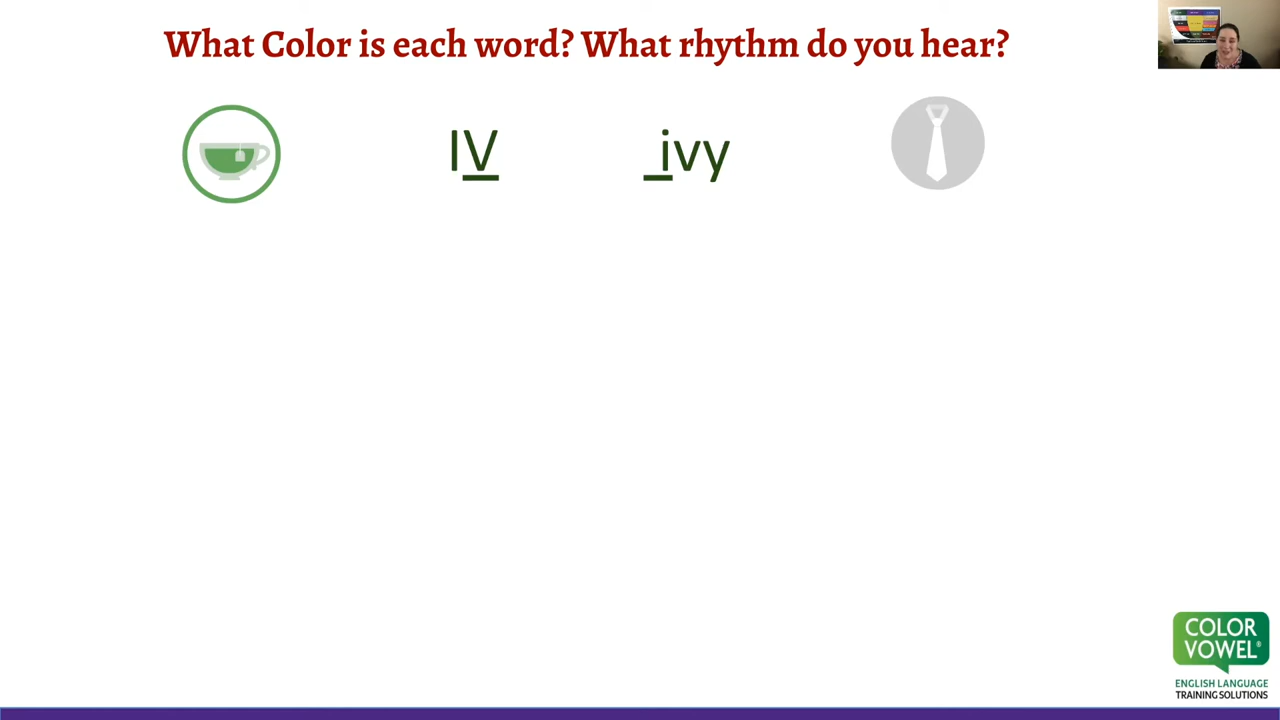 What Color is each word? What rhythm do you hear?
IV ivy
COLOR
VOWEL®
ENGLISH LANGUAGE
TRAINING SOLUTIONS